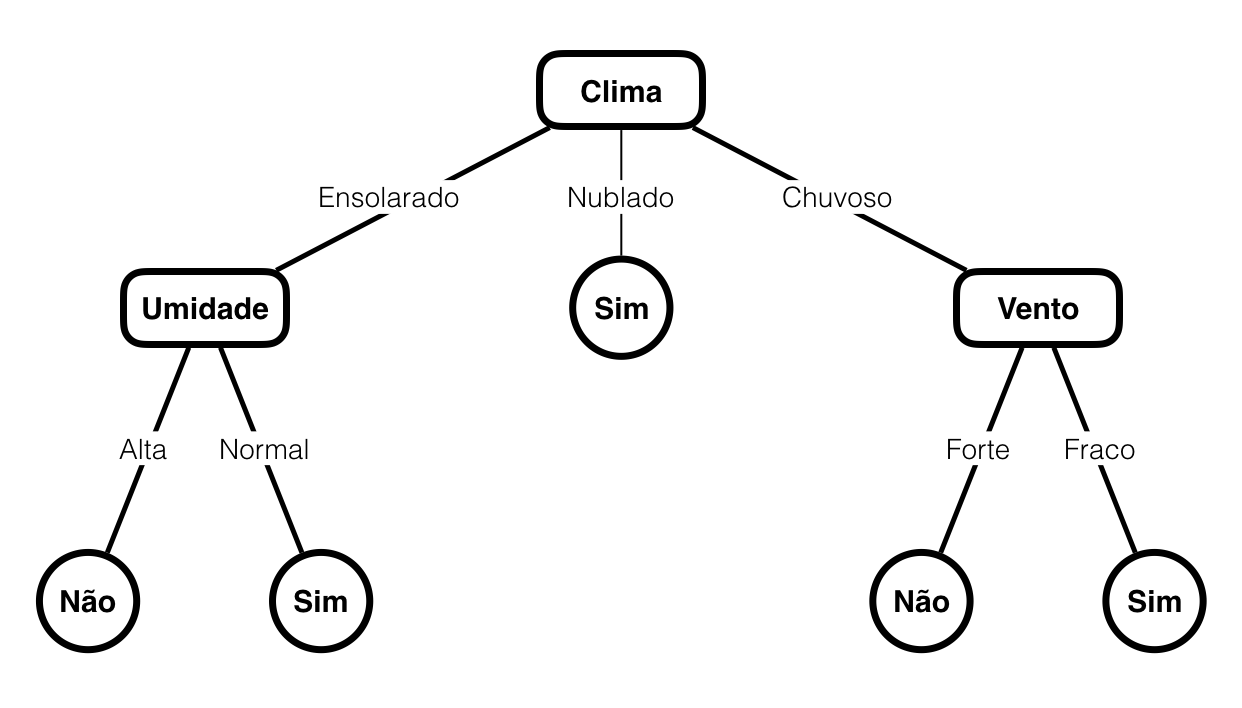 Clima
Ensolarado
Nublado
Chuvoso
Umidade
Sim
Vento
Alta
Normal
Forte
Fraco
Não
Sim
Não
Sim